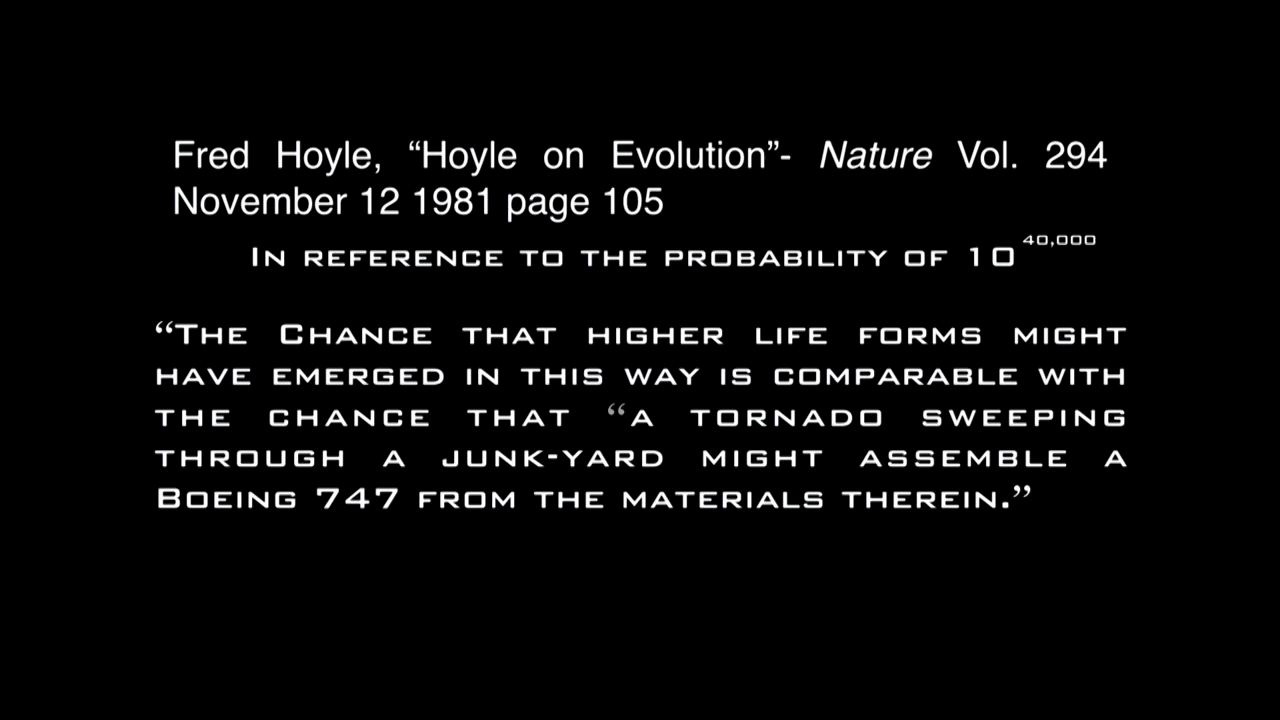 Fred Hoyle, “Hoyle on Evolution”- Nature Vol. 294
November 12 1981 page 105
In reference to the probability of 10^40,000
“The Chance that higher life forms might
have emerged in this way is comparable with
the chance that “a tornado sweeping
through a junk-yard might assemble a
Boeing 747 from the materials therein.”